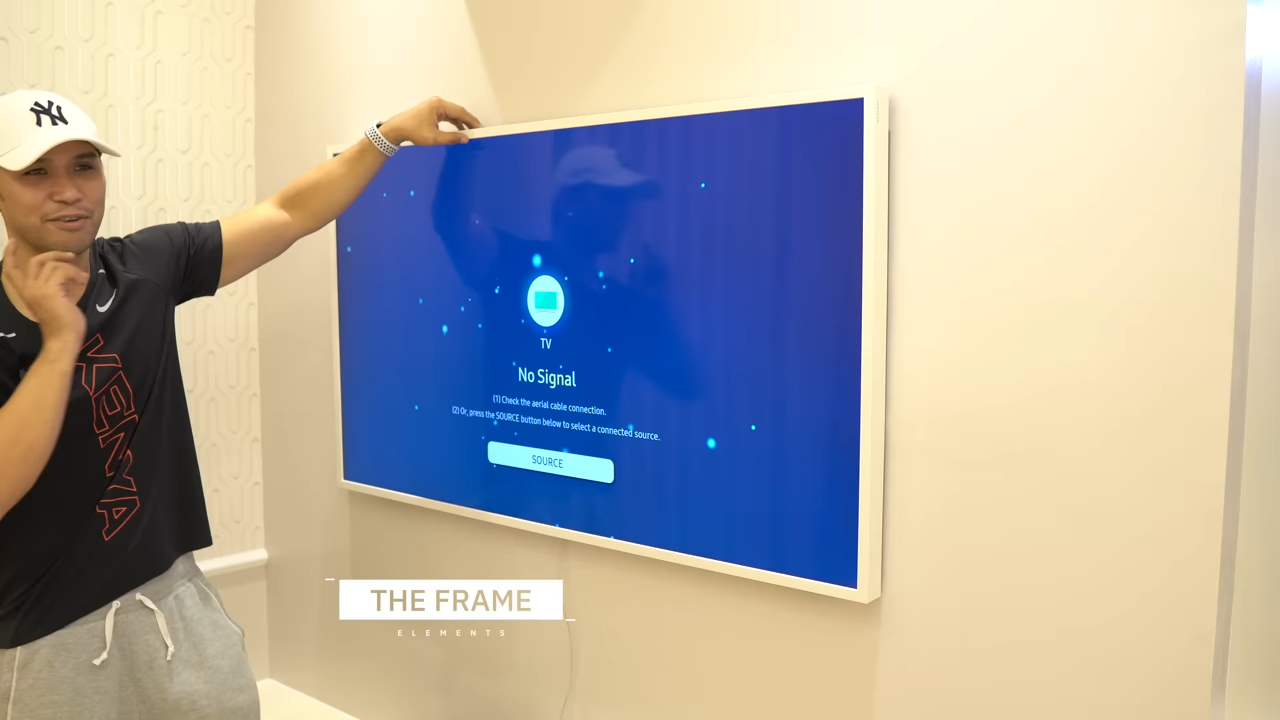 NY
KENYA
TV
No Signal
(1) Check the aerial cable connection.
(2) Or, press the SOURCE button below to select a connected source.
SOURCE
THE FRAME
ELEMENTS